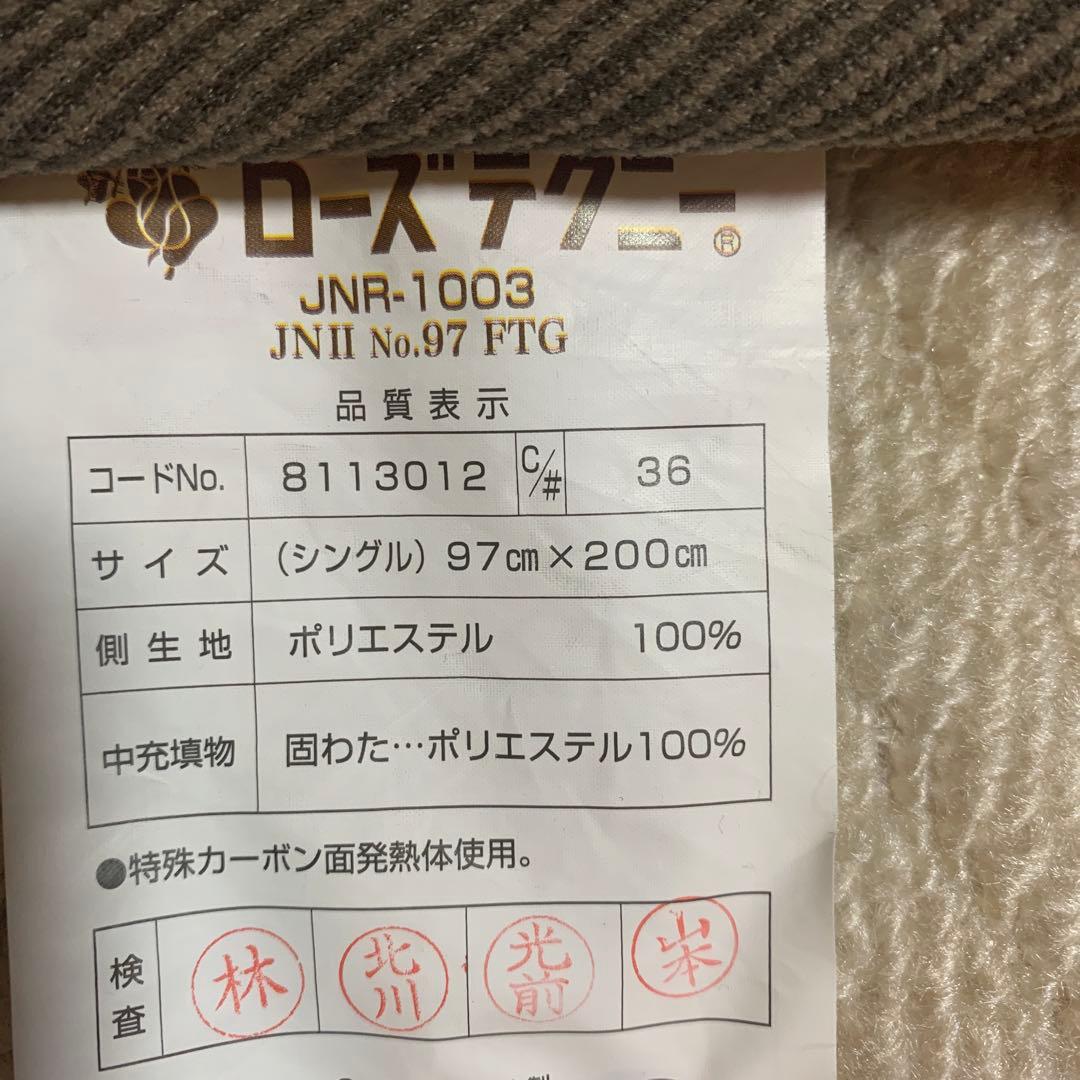 ローズテクニー®
JNR-1003
JNII No.97 FTG
品質表示
コードNo. 8113012 C/# 36
サイズ (シングル) 97㎝×200㎝
側生地 ポリエステル 100%
中充填物 固わた…ポリエステル100%
●特殊カーボン面発熱体使用。
検査 林 北川 光前 山本
製